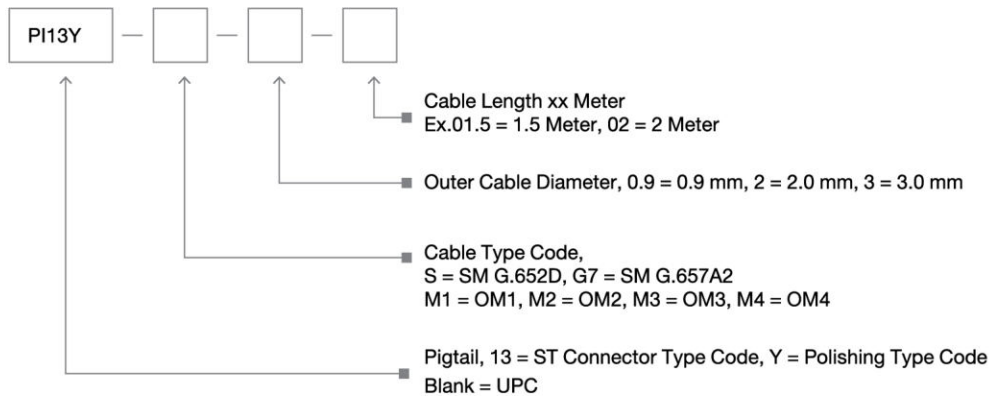 PI13Y
Cable Length xx Meter
Ex.01.5 = 1.5 Meter, 02 = 2 Meter
Outer Cable Diameter, 0.9 = 0.9 mm, 2 = 2.0 mm, 3 = 3.0 mm
Cable Type Code,
S = SM G.652D, G7 = SM G.657A2
M1 = OM1, M2 = OM2, M3 = OM3, M4 = OM4
Pigtail, 13 = ST Connector Type Code, Y = Polishing Type Code
Blank = UPC